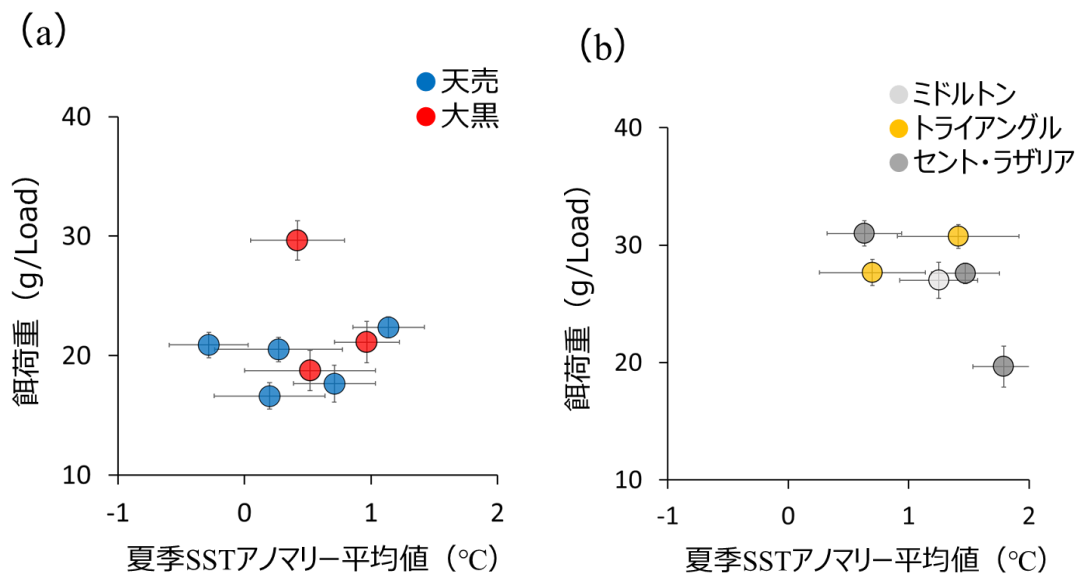 (a)
天売
大黒
40
30
20
10
餌荷重（g/Load）
-1
0
1
2
夏季SSTアノマリー平均値（°C）
(b)
ミドルトン
トライアングル
セント・ラザリア
40
30
20
10
餌荷重（g/Load）
-1
0
1
2
夏季SSTアノマリー平均値（°C）